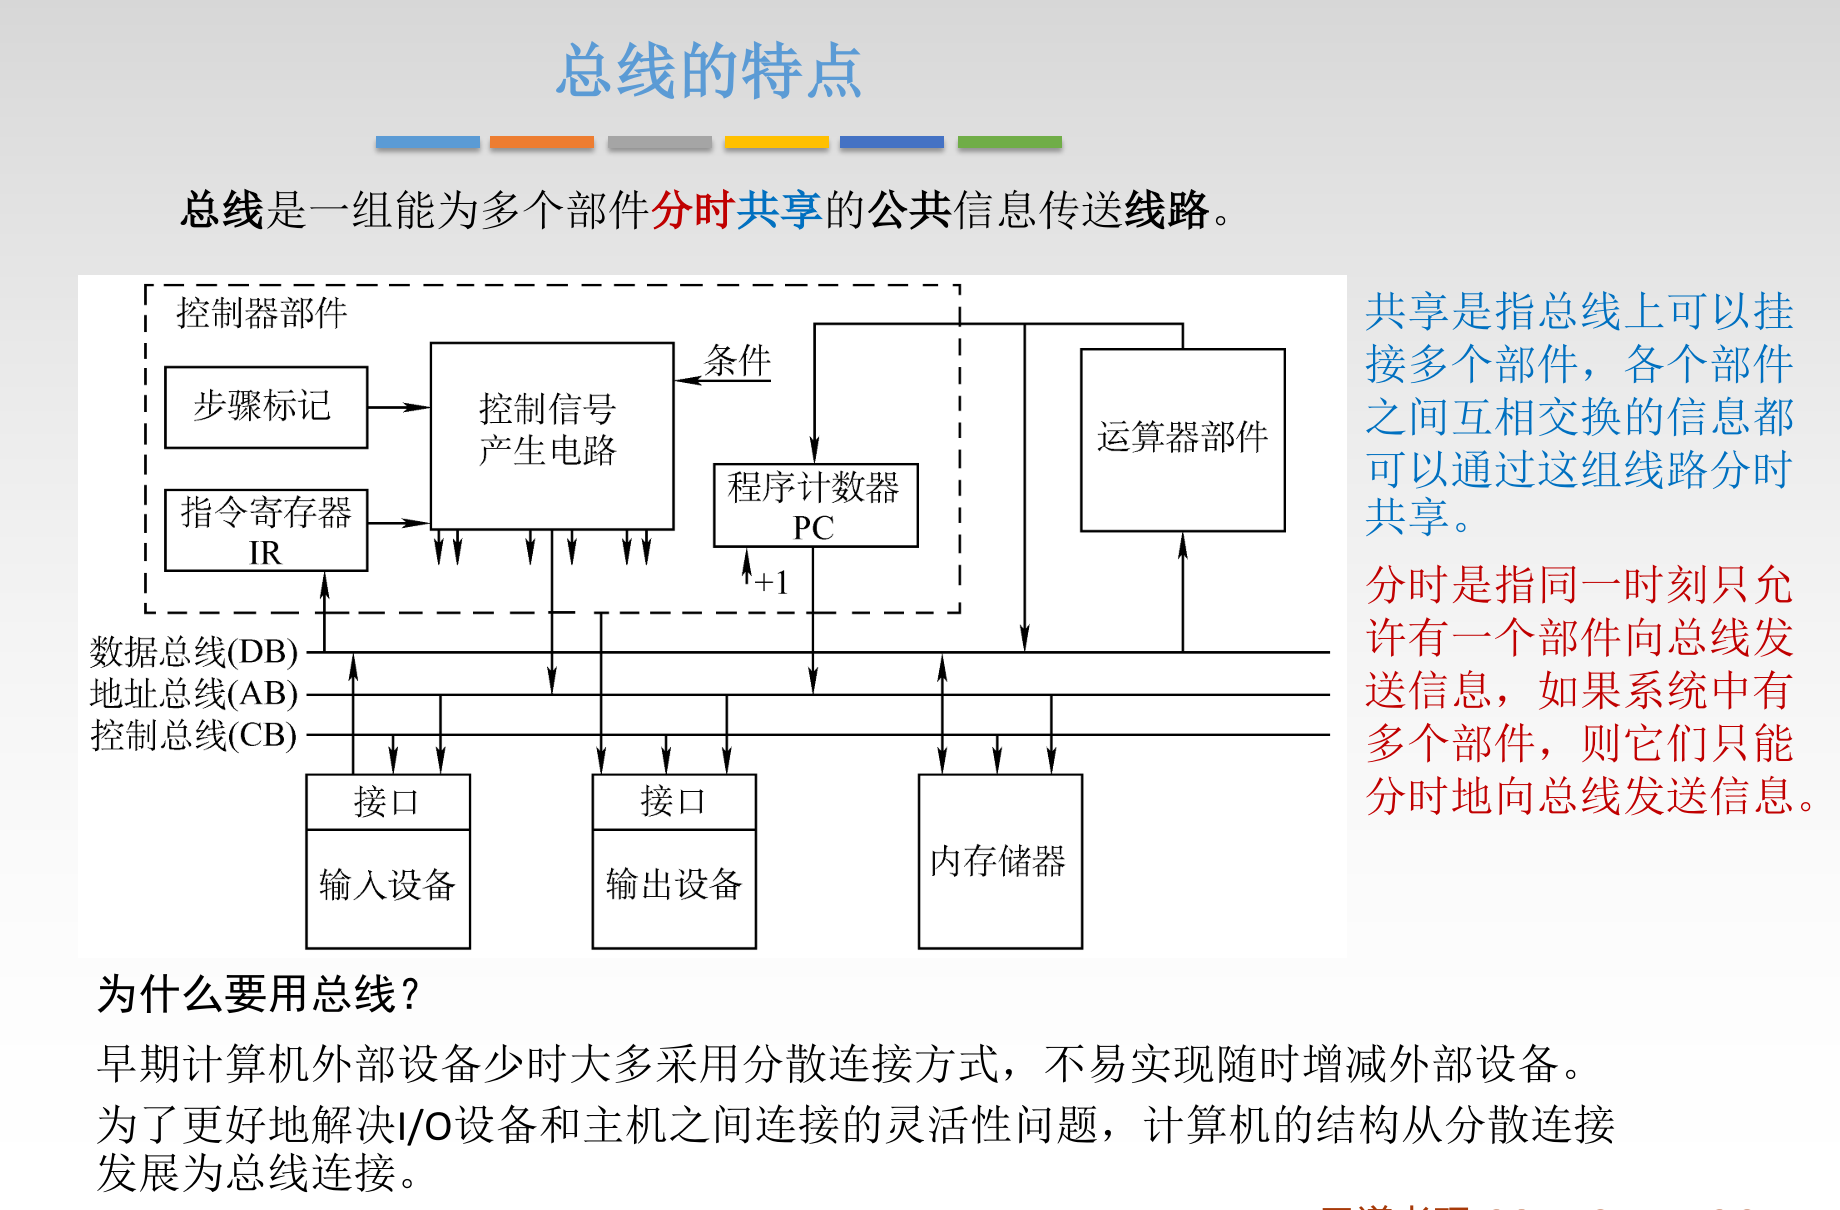 总线的特点
总线是一组能为多个部件分时共享的公共信息传送线路。
控制器部件
步骤标记
控制信号
产生电路
条件
指令寄存器
IR
程序计数器
PC
+1
运算器部件
数据总线(DB)
地址总线(AB)
控制总线(CB)
接口
输入设备
接口
输出设备
内存储器
共享是指总线上可以挂
接多个部件，各个部件
之间互相交换的信息都
可以通过这组线路分时
共享。
分时是指同一时刻只允
许有一个部件向总线发
送信息，如果系统中有
多个部件，则它们只能
分时地向总线发送信息。
为什么要用总线？
早期计算机外部设备少时大多采用分散连接方式，不易实现随时增减外部设备。
为了更好地解决I/O设备和主机之间连接的灵活性问题，计算机的结构从分散连接
发展为总线连接。